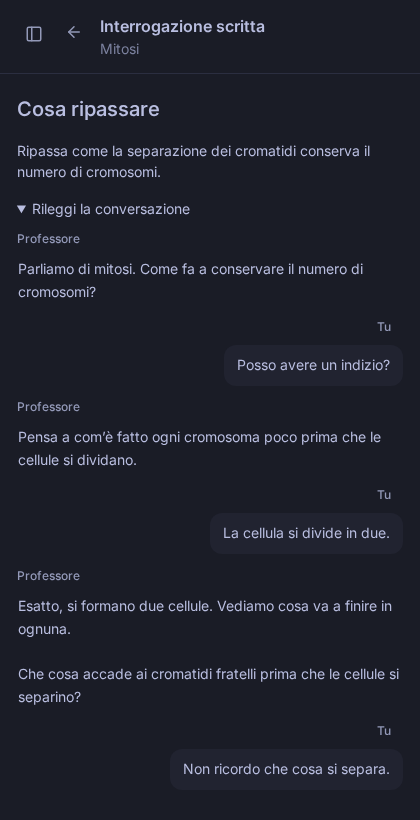 Interrogazione scritta
Mitosi
Cosa ripassare
Ripassa come la separazione dei cromatidi conserva il
numero di cromosomi.
Rileggi la conversazione
Professore
Parliamo di mitosi. Come fa a conservare il numero di
cromosomi?
Tu
Posso avere un indizio?
Professore
Pensa a com’è fatto ogni cromosoma poco prima che le
cellule si dividano.
Tu
La cellula si divide in due.
Professore
Esatto, si formano due cellule. Vediamo cosa va a finire in
ognuna.
Che cosa accade ai cromatidi fratelli prima che le cellule si
separino?
Tu
Non ricordo che cosa si separa.